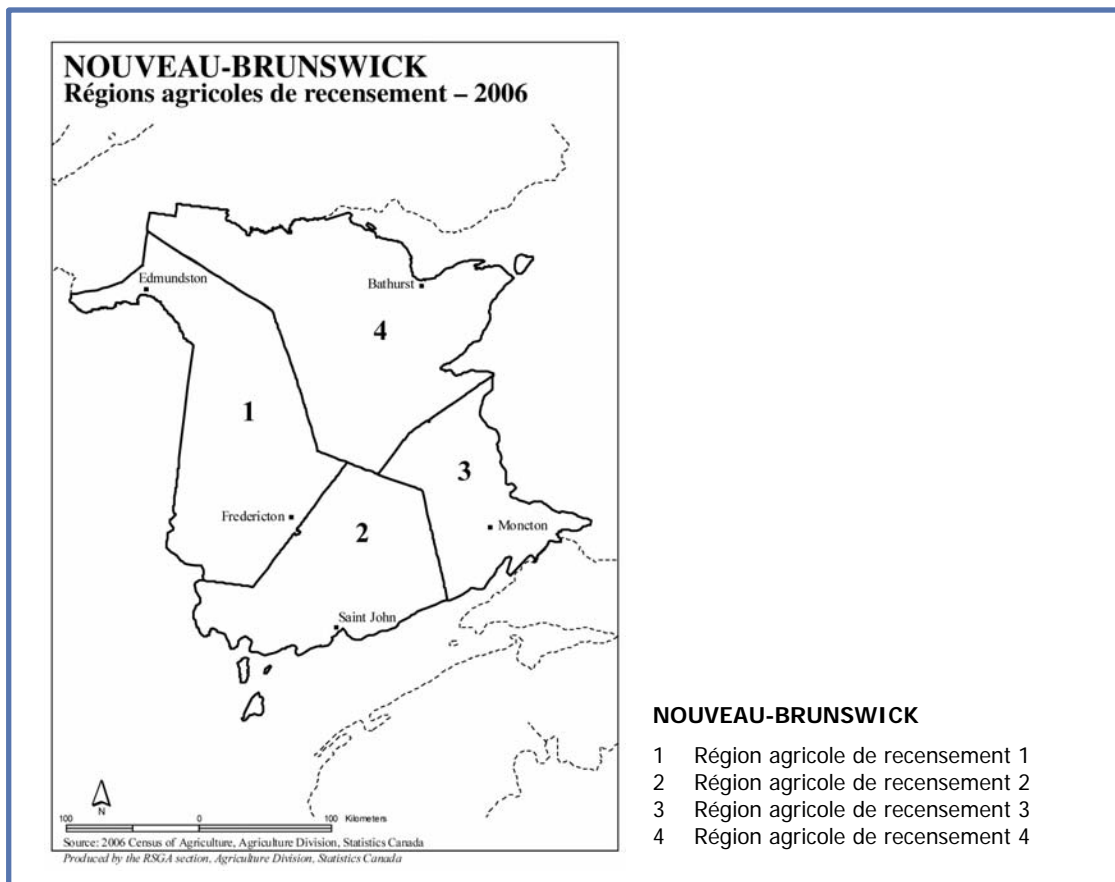 NOUVEAU-BRUNSWICK
Régions agricoles de recensement – 2006
Edmundston
Bathurst
4
1
3
Fredericton
Moncton
2
Saint John
N
100 0 100 Kilometers
Source: 2006 Census of Agriculture, Agriculture Division, Statistics Canada
Produced by the RSGA section, Agriculture Division, Statistics Canada
NOUVEAU-BRUNSWICK
1 Région agricole de recensement 1
2 Région agricole de recensement 2
3 Région agricole de recensement 3
4 Région agricole de recensement 4